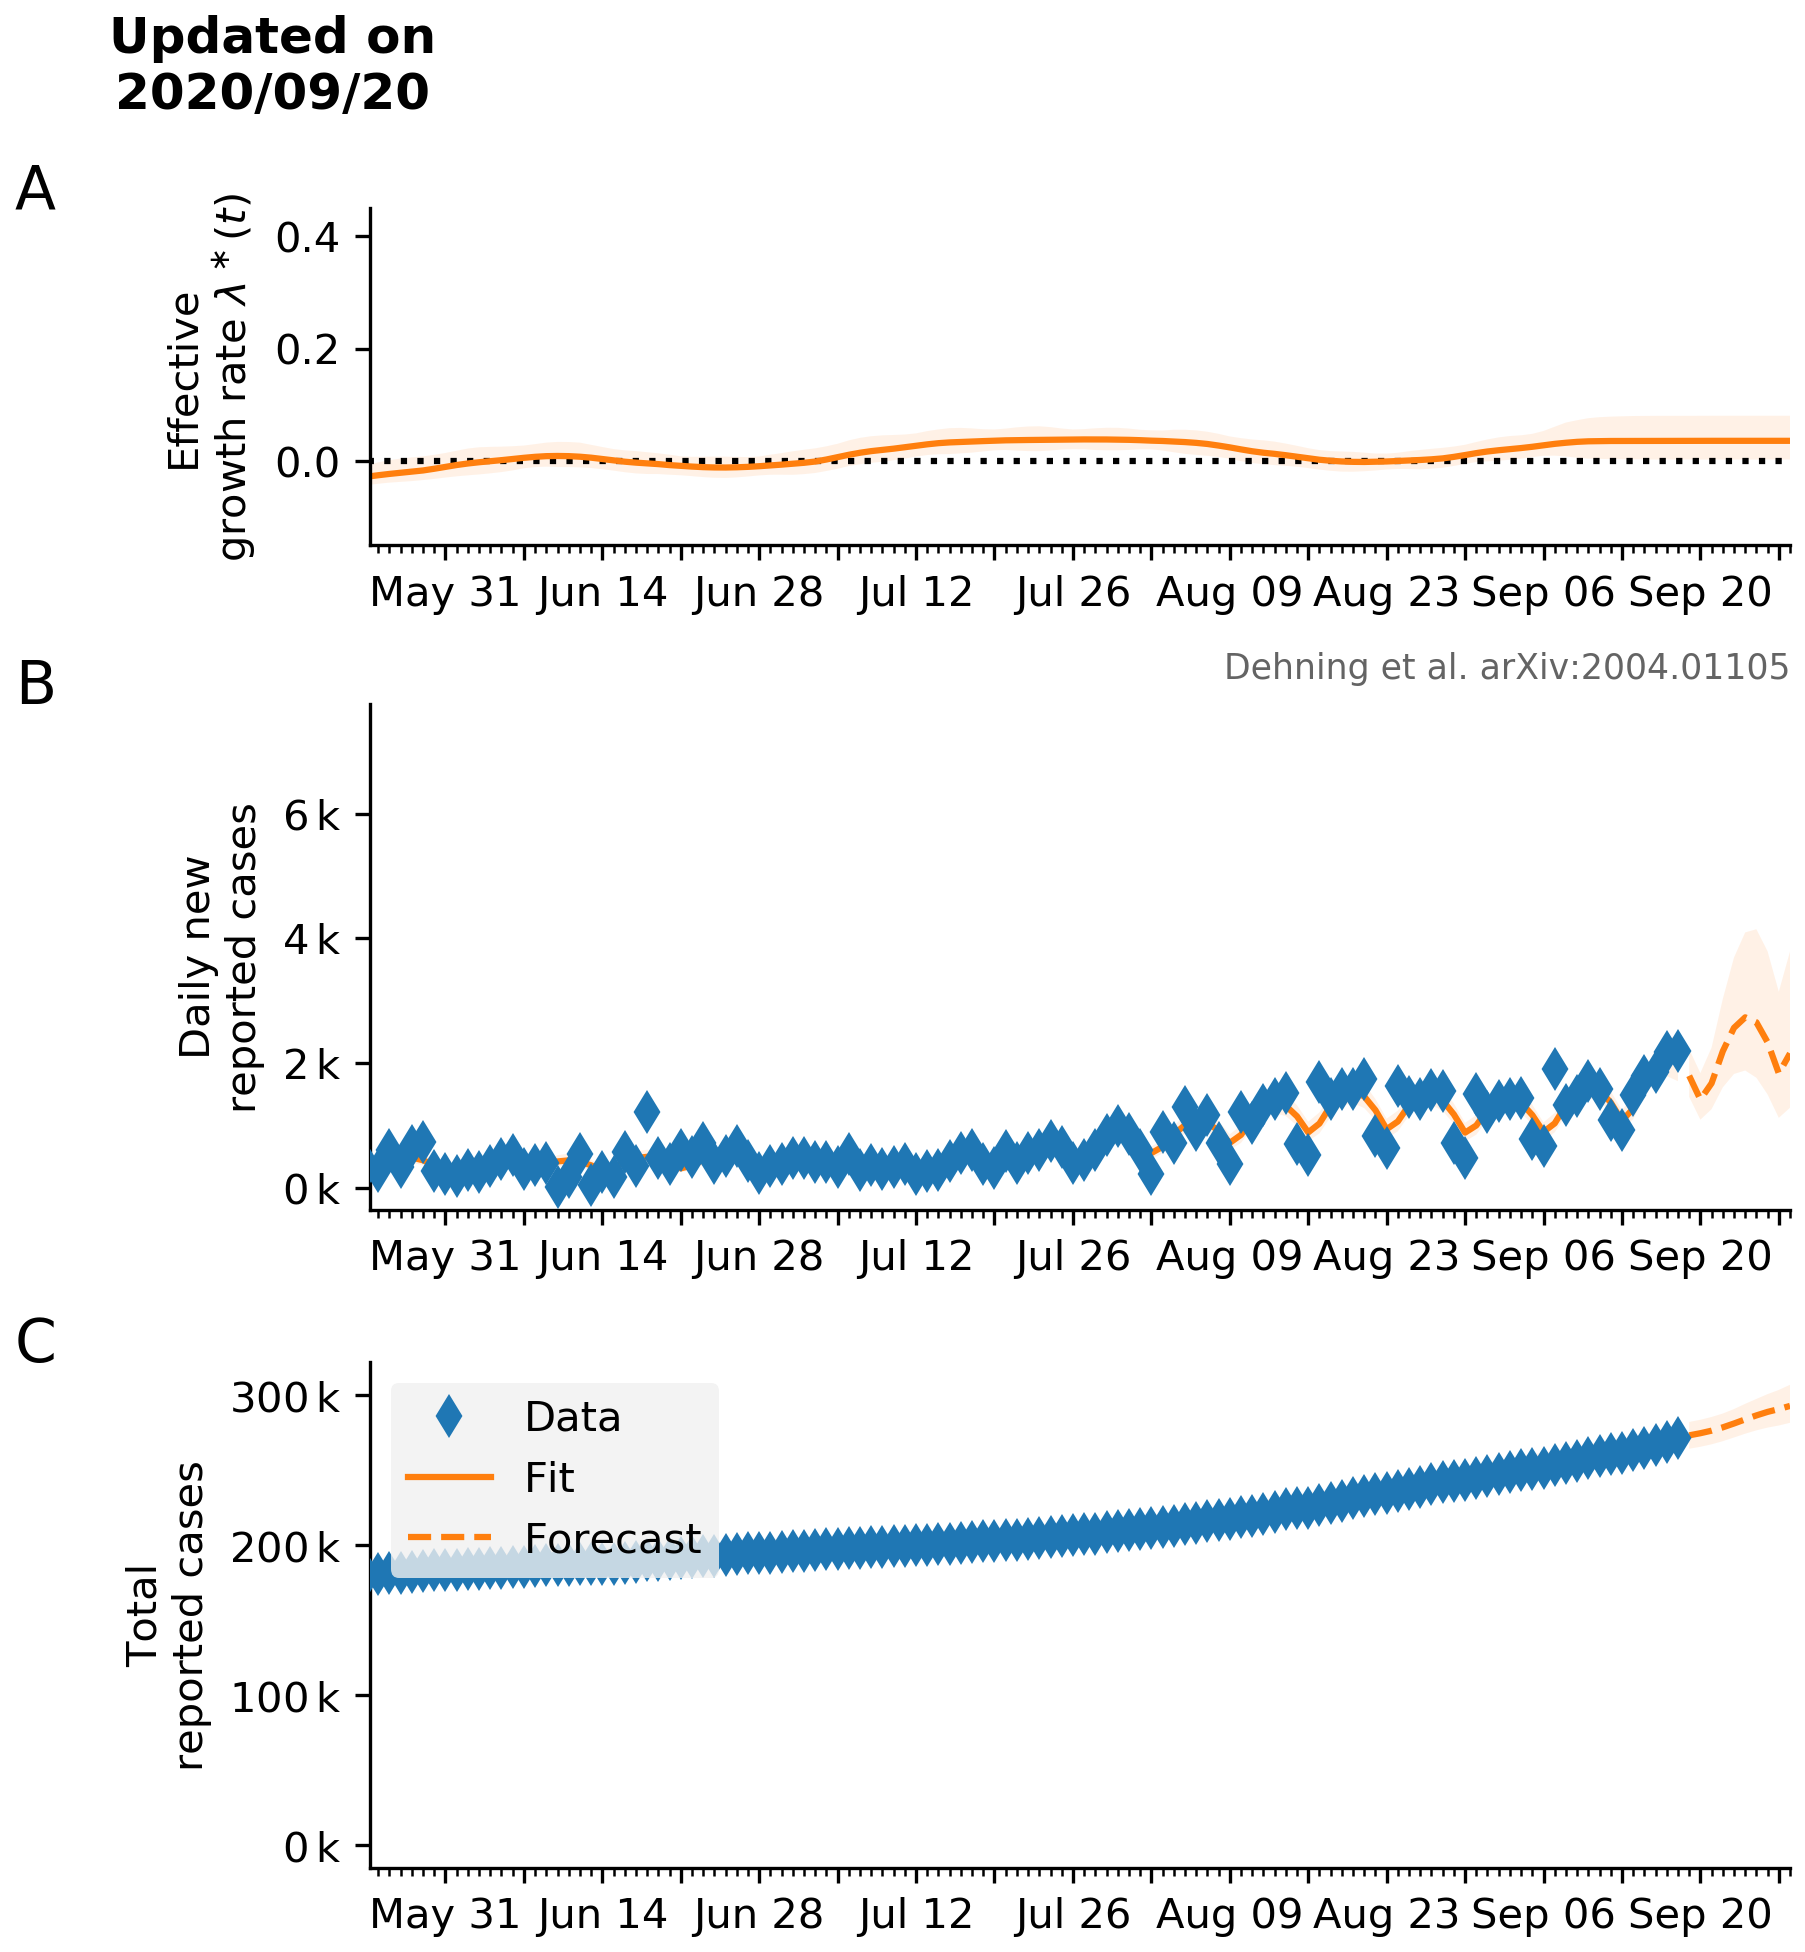 Updated on
2020/09/20
A
Effective
growth rate λ * (t)
0.4
0.2
0.0
May 31 Jun 14 Jun 28 Jul 12 Jul 26 Aug 09 Aug 23 Sep 06 Sep 20
B
Dehning et al. arXiv:2004.01105
Daily new
reported cases
6 k
4 k
2 k
0 k
May 31 Jun 14 Jun 28 Jul 12 Jul 26 Aug 09 Aug 23 Sep 06 Sep 20
C
Total
reported cases
300 k
200 k
100 k
0 k
Data
Fit
Forecast
May 31 Jun 14 Jun 28 Jul 12 Jul 26 Aug 09 Aug 23 Sep 06 Sep 20